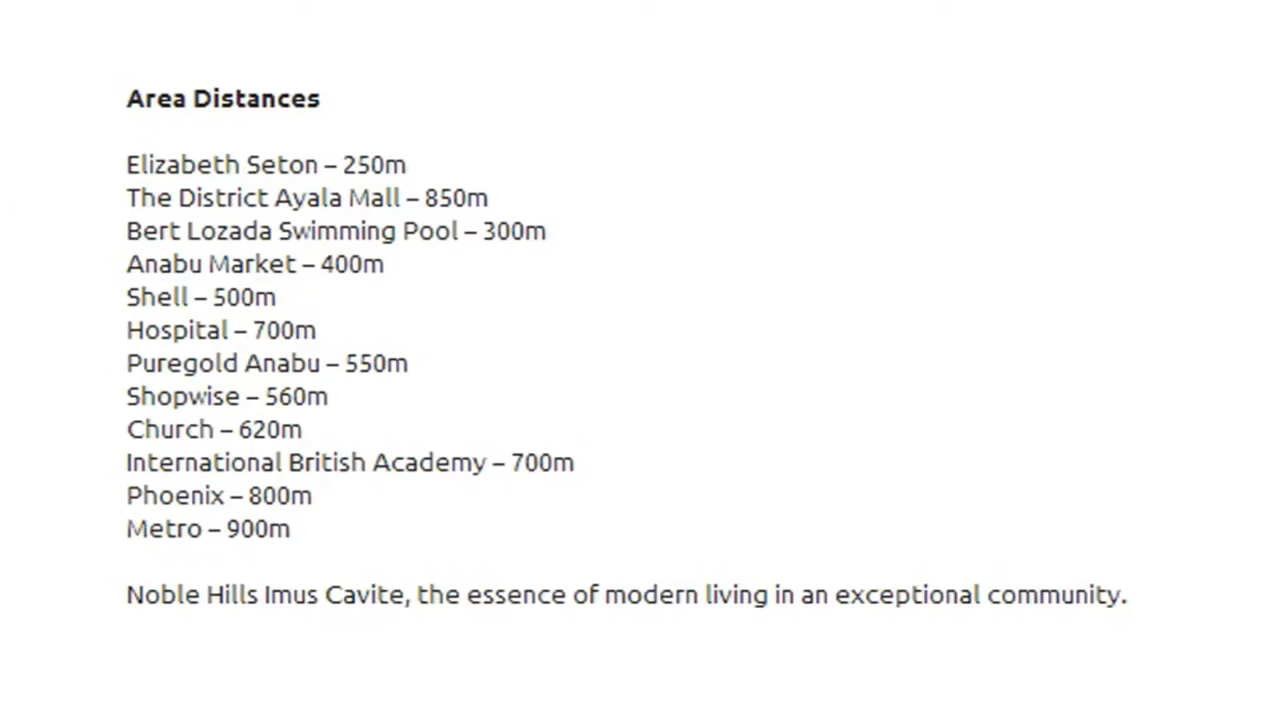 Area Distances
Elizabeth Seton – 250m
The District Ayala Mall – 850m
Bert Lozada Swimming Pool – 300m
Anabu Market – 400m
Shell – 500m
Hospital – 700m
Puregold Anabu – 550m
Shopwise – 560m
Church – 620m
International British Academy – 700m
Phoenix – 800m
Metro – 900m
Noble Hills Imus Cavite, the essence of modern living in an exceptional community.